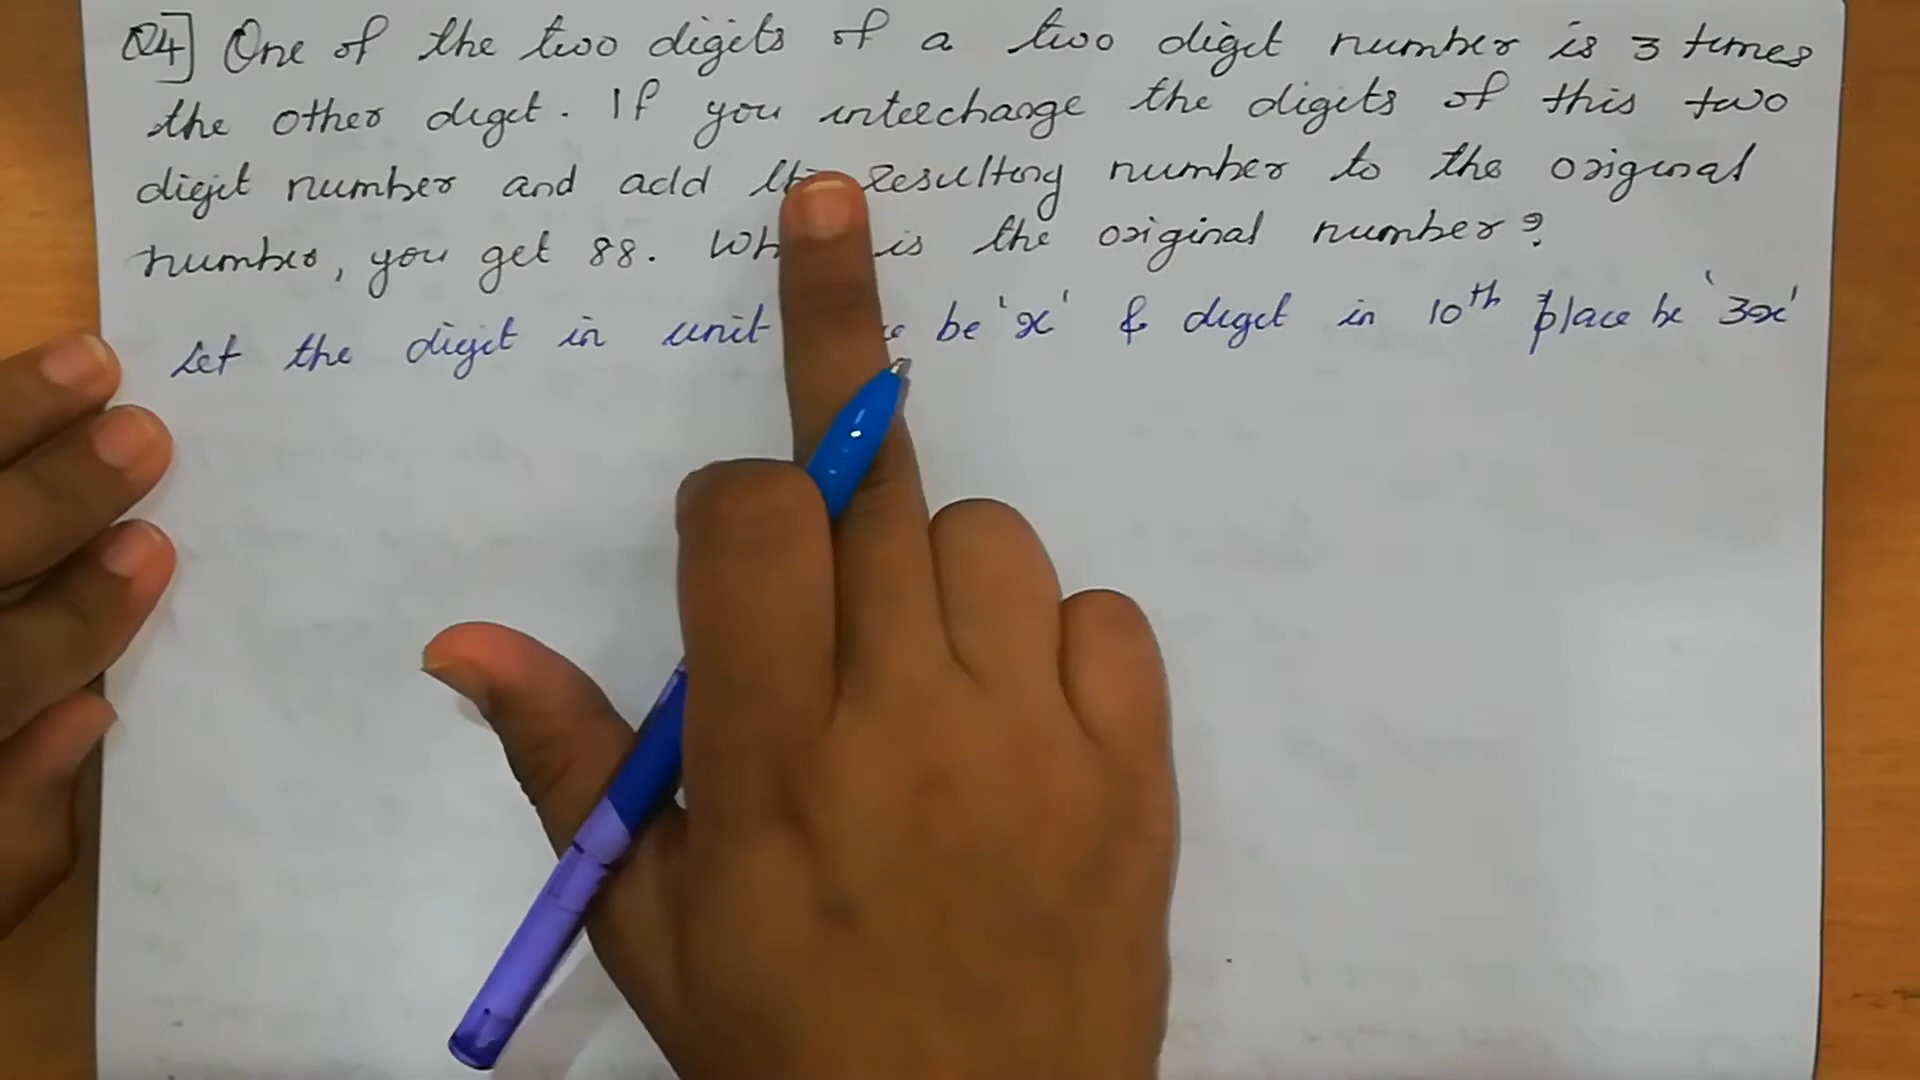 Q4] One of the two digits of a two digit number is 3 times
the other digit. If you interchange the digits of this two
digit number and add resulting number to the original
number, you get 88. is the original number?
Let the digit in unit be 'x' & digit in 10th place be '3x'